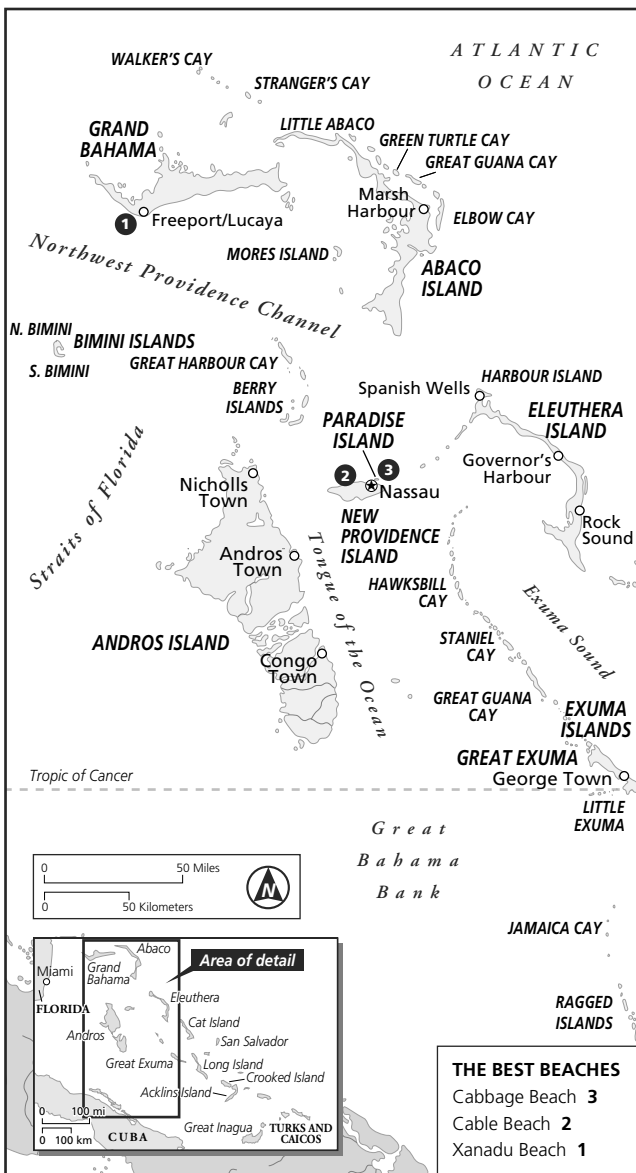 ATLANTIC
OCEAN
WALKER'S CAY
STRANGER'S CAY
LITTLE ABACO
GRAND
BAHAMA
GREEN TURTLE CAY
GREAT GUANA CAY
Marsh
Harbour
1
Freeport/Lucaya
ELBOW CAY
MORES ISLAND
ABACO
ISLAND
Northwest Providence Channel
N. BIMINI
BIMINI ISLANDS
S. BIMINI
GREAT HARBOUR CAY
BERRY
ISLANDS
Spanish Wells
HARBOUR ISLAND
ELEUTHERA
ISLAND
PARADISE
ISLAND
Governor's
Harbour
2
3
Nassau
Nicholls
Town
NEW
PROVIDENCE
ISLAND
Rock
Sound
Straits of Florida
Andros
Town
Tongue of the Ocean
HAWKSBILL
CAY
Exuma Sound
STANIEL
CAY
ANDROS ISLAND
Congo
Town
GREAT GUANA
CAY
EXUMA
ISLANDS
GREAT EXUMA
George Town
Tropic of Cancer
LITTLE
EXUMA
Great
Bahama
Bank
0 50 Miles
0 50 Kilometers
N
JAMAICA CAY
RAGGED
ISLANDS
Abaco
Area of detail
Miami
Grand
Bahama
FLORIDA
Eleuthera
Cat Island
Andros
San Salvador
Great Exuma
Long Island
Crooked Island
Acklins Island
0 100 mi
0 100 km
CUBA
Great Inagua
TURKS AND
CAICOS
THE BEST BEACHES
Cabbage Beach 3
Cable Beach 2
Xanadu Beach 1